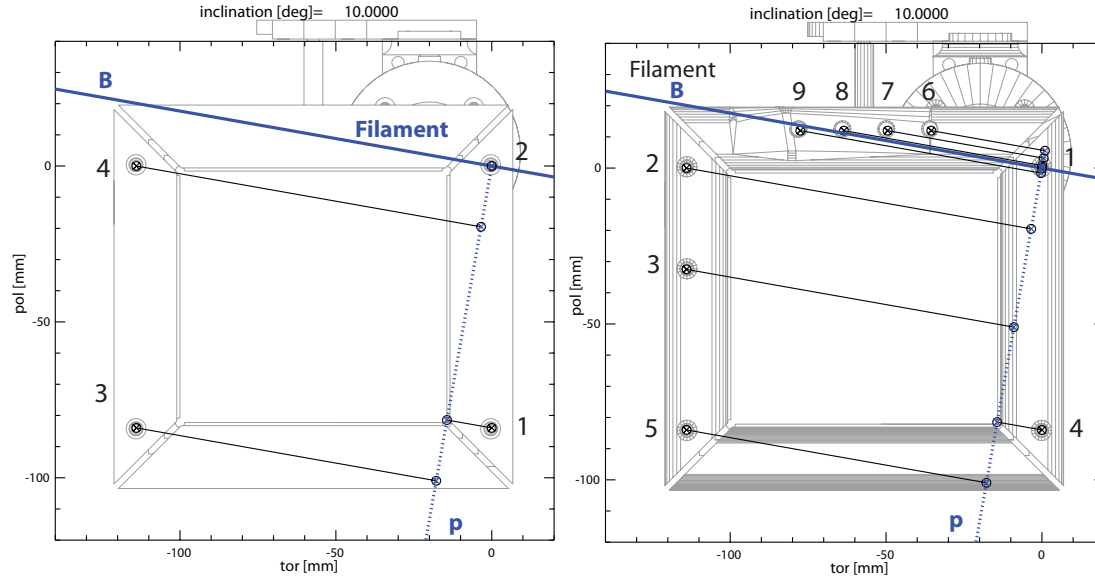 inclination [deg]= 10.0000
B
Filament
2
4
3
1
p
0
-50
-100
pol [mm]
-100
-50
0
tor [mm]
inclination [deg]= 10.0000
Filament
B
9 8 7 6
1
2
3
5
4
p
0
-50
-100
pol [mm]
-100
-50
0
tor [mm]